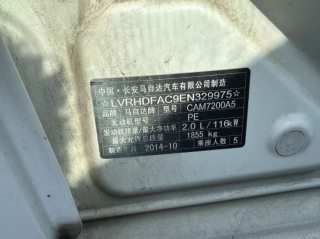 中国·长安马自达汽车有限公司制造
☆LVRHDFAC9EN329975☆
品牌 马自达牌 型号 CAM7200A5
发动机型号 PE
发动机排量/最大净功率 2.0 L/116kW
最大允许总质量 1855 kg
制造年月 2014-10 乘座人数 5